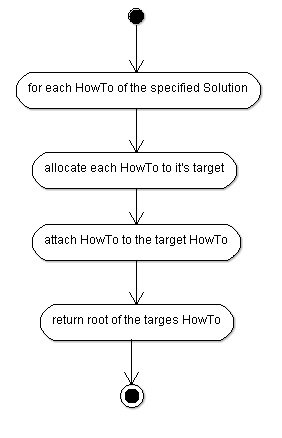 for each HowTo of the specified Solution
allocate each HowTo to it's target
attach HowTo to the target HowTo
return root of the targes HowTo